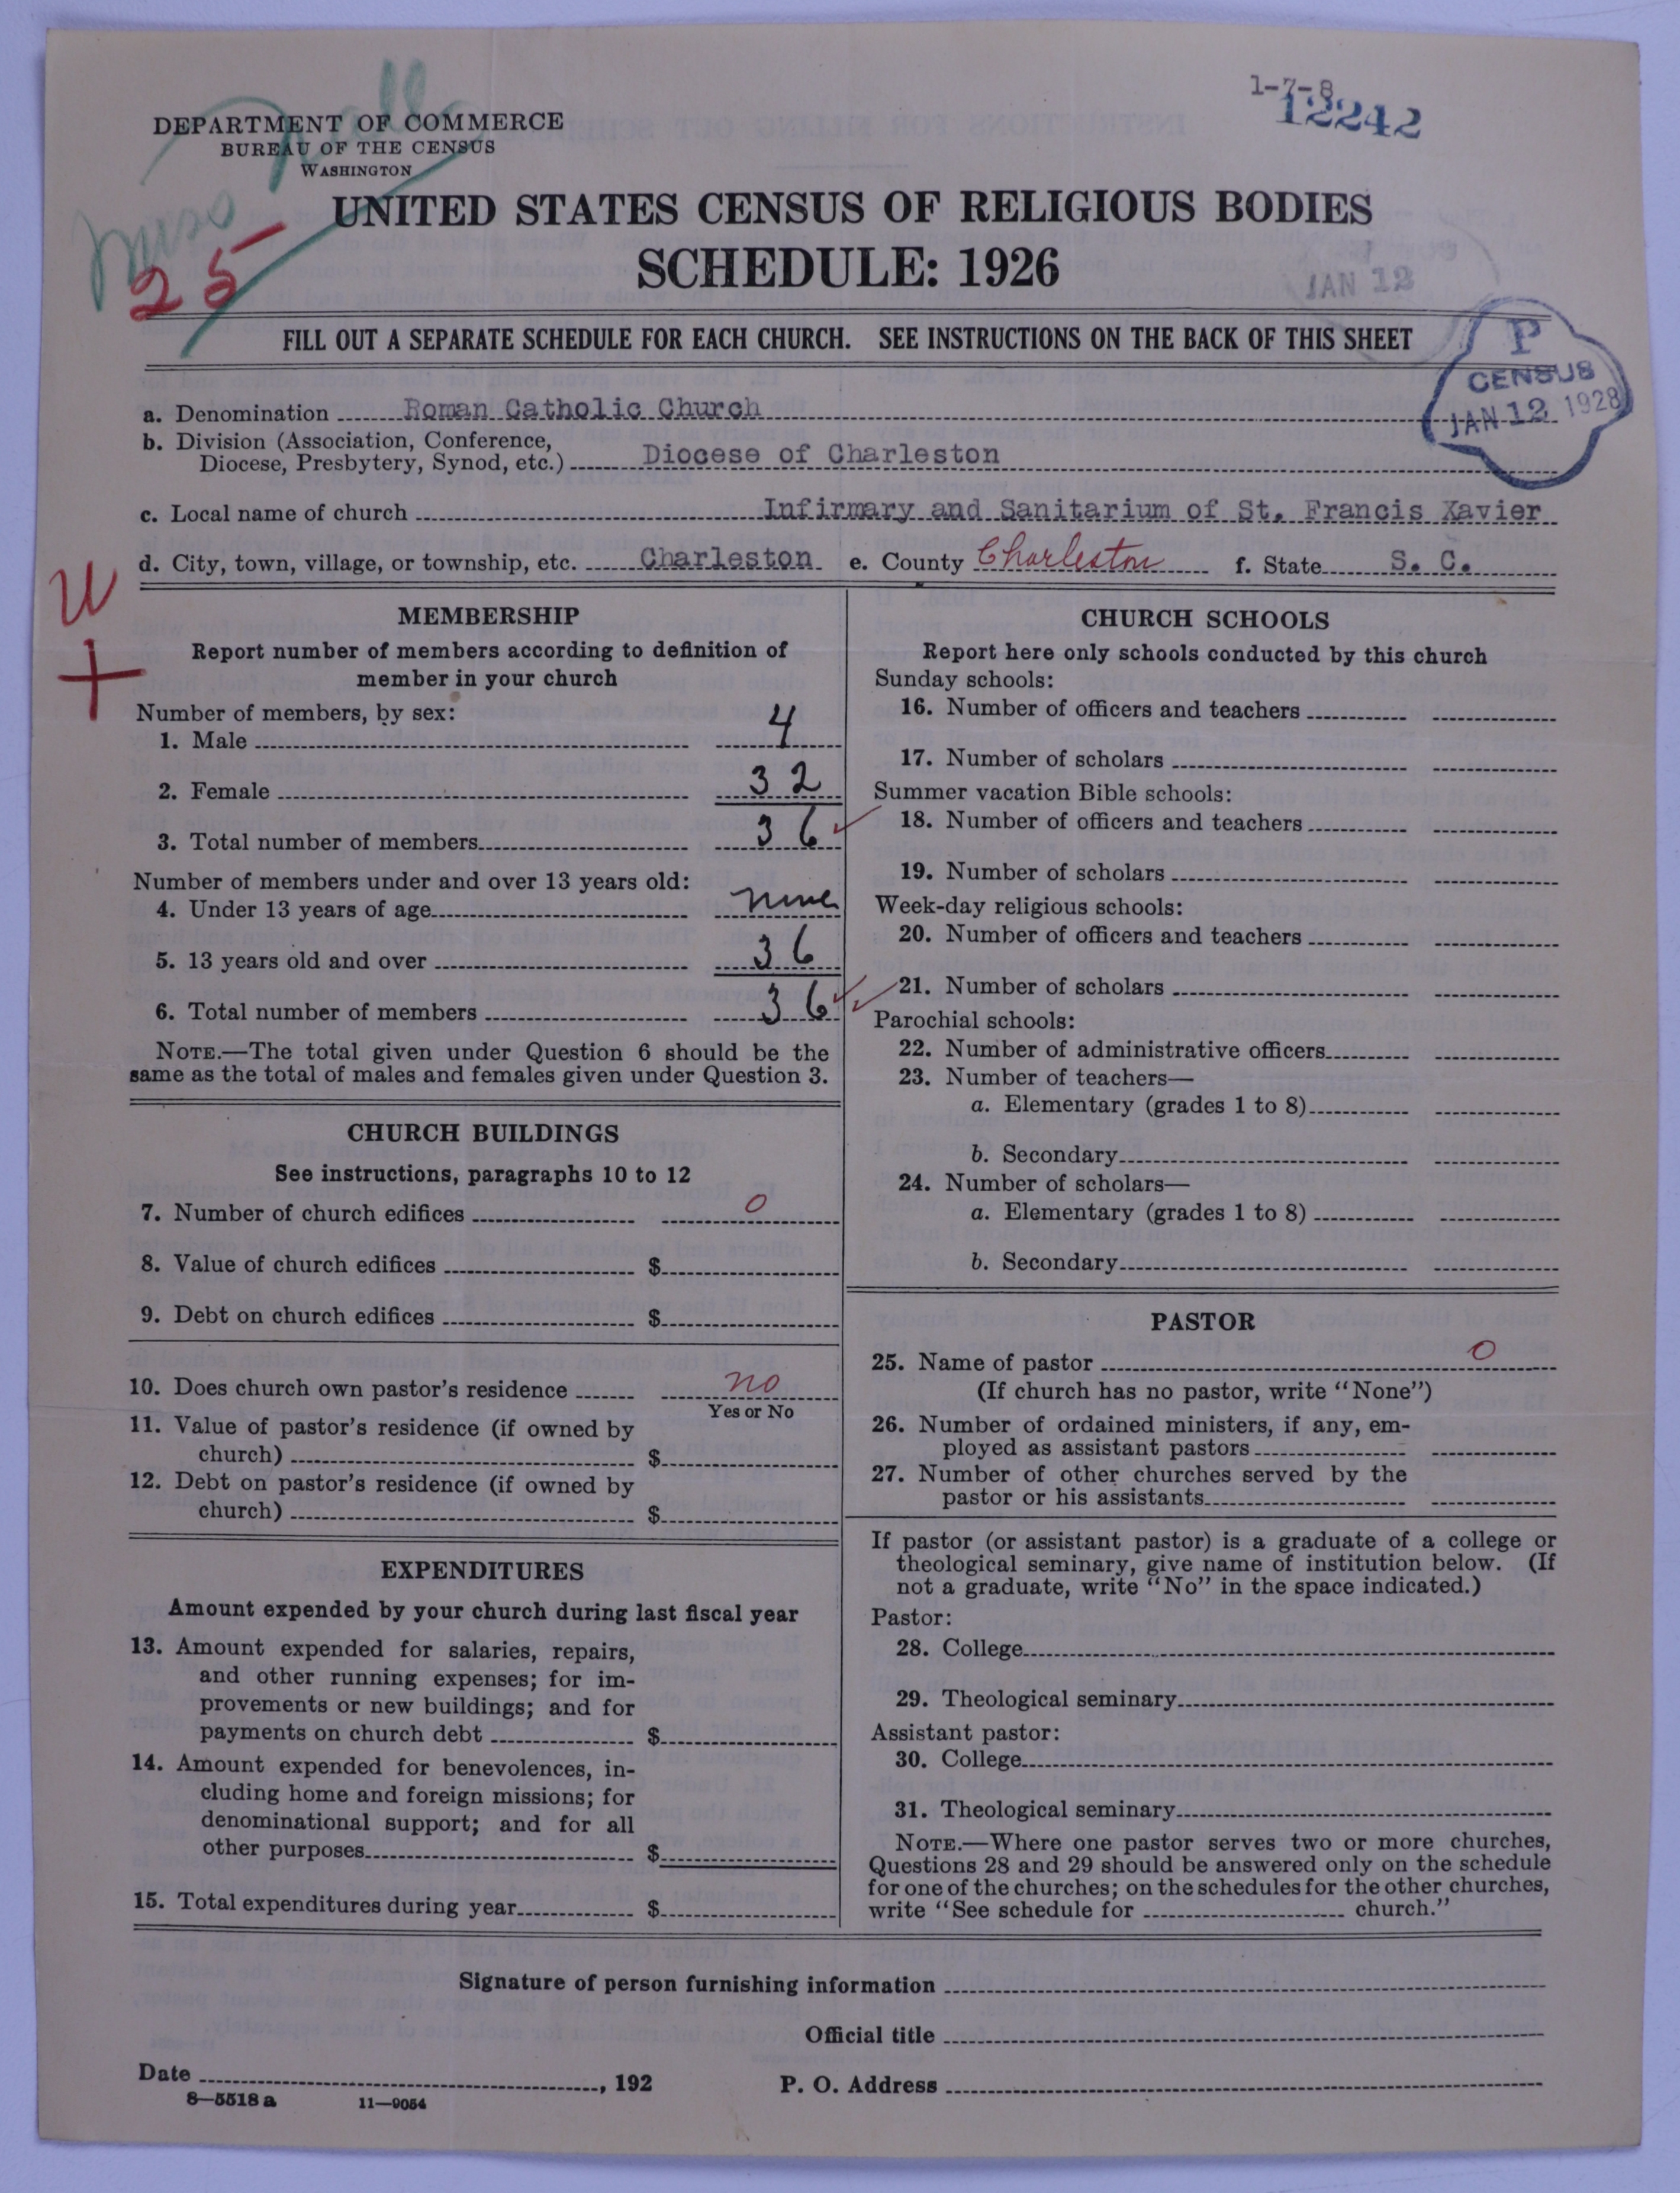 1-7-8
12242
DEPARTMENT OF COMMERCE
BUREAU OF THE CENSUS
WASHINGTON
UNITED STATES CENSUS OF RELIGIOUS BODIES
SCHEDULE: 1926
25
JAN 12
FILL OUT A SEPARATE SCHEDULE FOR EACH CHURCH. SEE INSTRUCTIONS ON THE BACK OF THIS SHEET
P
CENSUS
JAN 12 1928
a. Denomination Roman Catholic Church
b. Division (Association, Conference,
Diocese, Presbytery, Synod, etc.) Diocese of Charleston
c. Local name of church Infirmary and Sanitarium of St. Francis Xavier
d. City, town, village, or township, etc. Charleston e. County Charleston f. State S. C.
MEMBERSHIP
Report number of members according to definition of
member in your church
Number of members, by sex:
1. Male 4
2. Female 32
3. Total number of members 36
Number of members under and over 13 years old:
4. Under 13 years of age none
5. 13 years old and over 36
6. Total number of members 36
NOTE.—The total given under Question 6 should be the
same as the total of males and females given under Question 3.
CHURCH BUILDINGS
See instructions, paragraphs 10 to 12
7. Number of church edifices 0
8. Value of church edifices $
9. Debt on church edifices $
10. Does church own pastor's residence no
Yes or No
11. Value of pastor's residence (if owned by
church) $
12. Debt on pastor's residence (if owned by
church) $
EXPENDITURES
Amount expended by your church during last fiscal year
13. Amount expended for salaries, repairs,
and other running expenses; for im-
provements or new buildings; and for
payments on church debt $
14. Amount expended for benevolences, in-
cluding home and foreign missions; for
denominational support; and for all
other purposes $
15. Total expenditures during year $
CHURCH SCHOOLS
Report here only schools conducted by this church
Sunday schools:
16. Number of officers and teachers
17. Number of scholars
Summer vacation Bible schools:
18. Number of officers and teachers
19. Number of scholars
Week-day religious schools:
20. Number of officers and teachers
21. Number of scholars
Parochial schools:
22. Number of administrative officers
23. Number of teachers—
a. Elementary (grades 1 to 8)
b. Secondary
24. Number of scholars—
a. Elementary (grades 1 to 8)
b. Secondary
PASTOR
25. Name of pastor 0
(If church has no pastor, write "None")
26. Number of ordained ministers, if any, em-
ployed as assistant pastors
27. Number of other churches served by the
pastor or his assistants
If pastor (or assistant pastor) is a graduate of a college or
theological seminary, give name of institution below. (If
not a graduate, write "No" in the space indicated.)
Pastor:
28. College
29. Theological seminary
Assistant pastor:
30. College
31. Theological seminary
NOTE.—Where one pastor serves two or more churches,
Questions 28 and 29 should be answered only on the schedule
for one of the churches; on the schedules for the other churches,
write "See schedule for church."
Signature of person furnishing information
Official title
Date , 192 P. O. Address
8—5518 a 11—9054